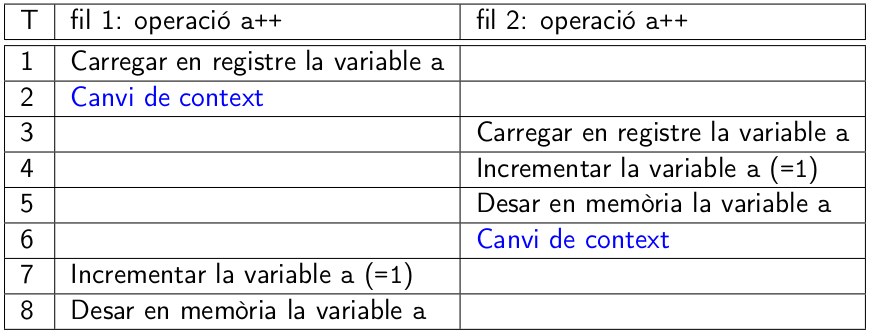 T fil 1: operació a++ fil 2: operació a++
1 Carregar en registre la variable a
2 Canvi de context
3 Carregar en registre la variable a
4 Incrementar la variable a (=1)
5 Desar en memòria la variable a
6 Canvi de context
7 Incrementar la variable a (=1)
8 Desar en memòria la variable a